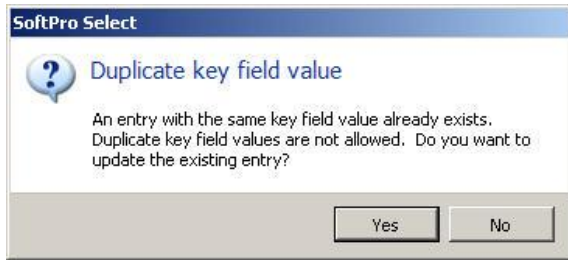 SoftPro Select
Duplicate key field value
An entry with the same key field value already exists.
Duplicate key field values are not allowed.  Do you want to
update the existing entry?
Yes No